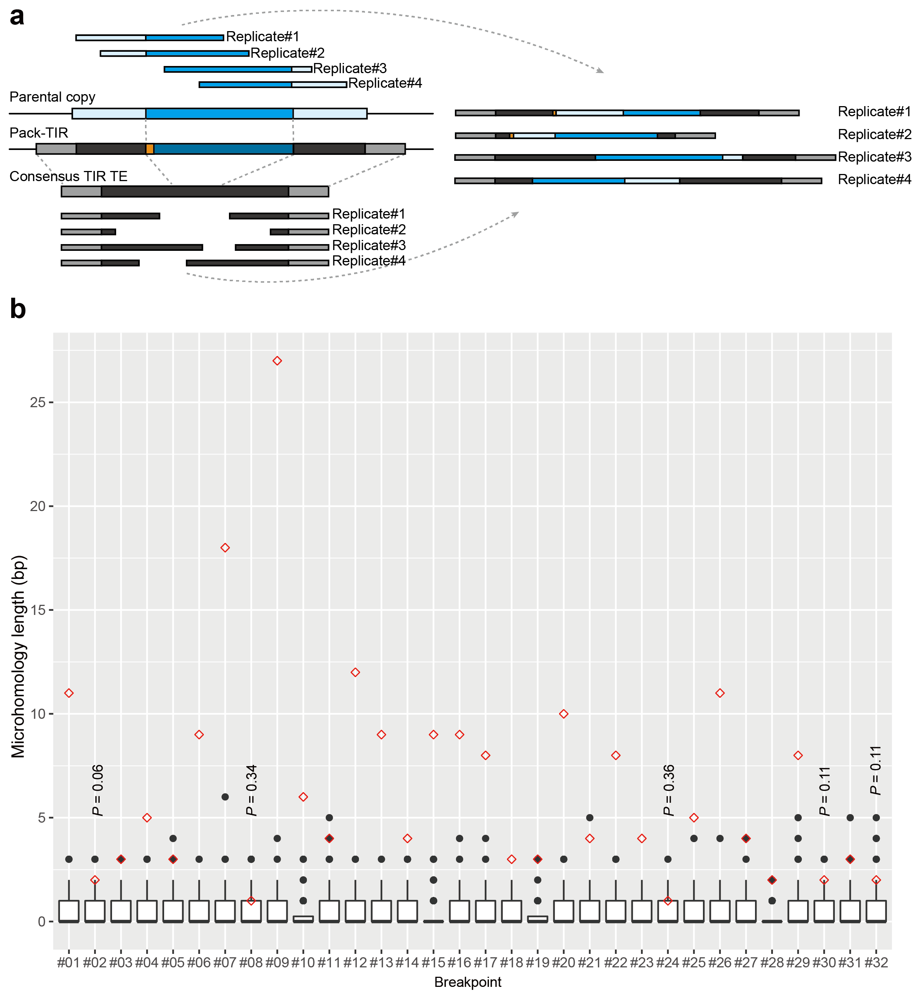 a
Replicate#1
Replicate#2
Replicate#3
Replicate#4
Parental copy
Pack-TIR
Consensus TIR TE
Replicate#1
Replicate#2
Replicate#3
Replicate#4
Replicate#1
Replicate#2
Replicate#3
Replicate#4
b
Microhomology length (bp)
25
20
15
10
5
0
P = 0.06
P = 0.34
P = 0.36
P = 0.11
P = 0.11
#01 #02 #03 #04 #05 #06 #07 #08 #09 #10 #11 #12 #13 #14 #15 #16 #17 #18 #19 #20 #21 #22 #23 #24 #25 #26 #27 #28 #29 #30 #31 #32
Breakpoint